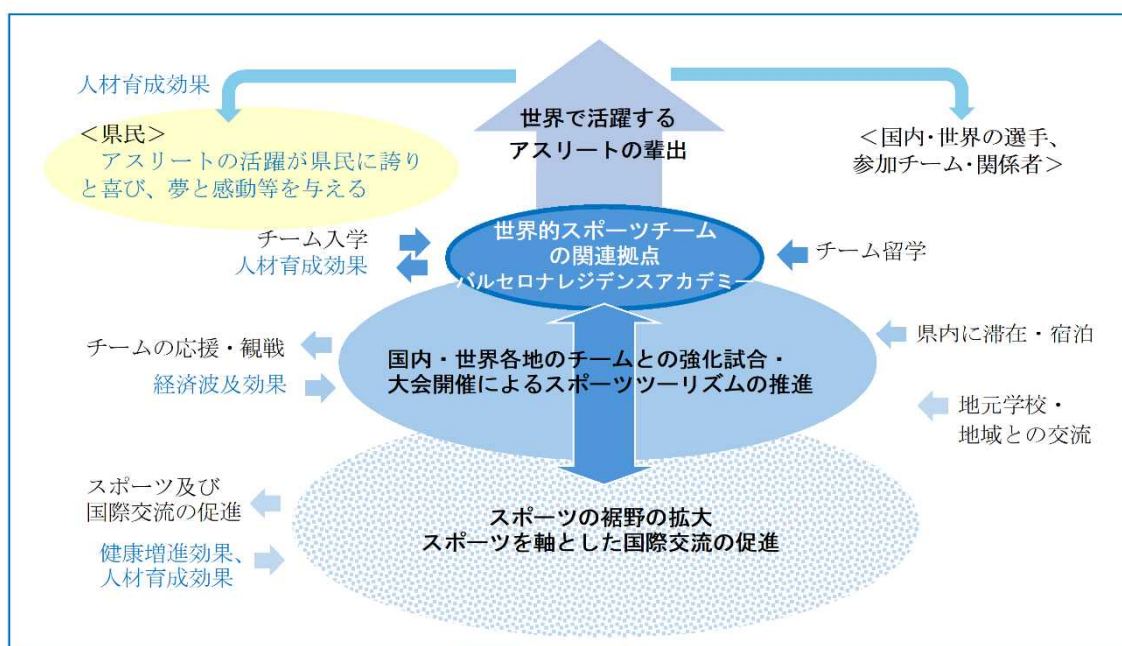 人材育成効果
<県民>
アスリートの活躍が県民に誇り
と喜び、夢と感動等を与える
世界で活躍する
アスリートの輩出
<国内・世界の選手、
参加チーム・関係者>
チーム入学
人材育成効果
世界的スポーツチーム
の関連拠点
バルセロナレジデンスアカデミー
チーム留学
チームの応援・観戦
経済波及効果
国内・世界各地のチームとの強化試合・
大会開催によるスポーツツーリズムの推進
県内に滞在・宿泊
地元学校・
地域との交流
スポーツ及び
国際交流の促進
健康増進効果、
人材育成効果
スポーツの裾野の拡大
スポーツを軸とした国際交流の促進